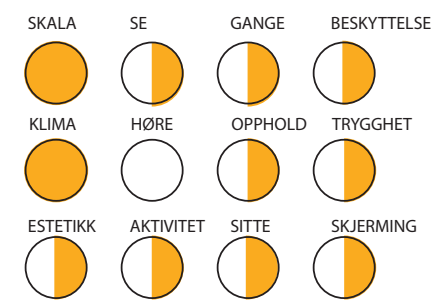 SKALA SE GANGE BESKYTTELSE
KLIMA HØRE OPPHOLD TRYGGHET
ESTETIKK AKTIVITET SITTE SKJERMING